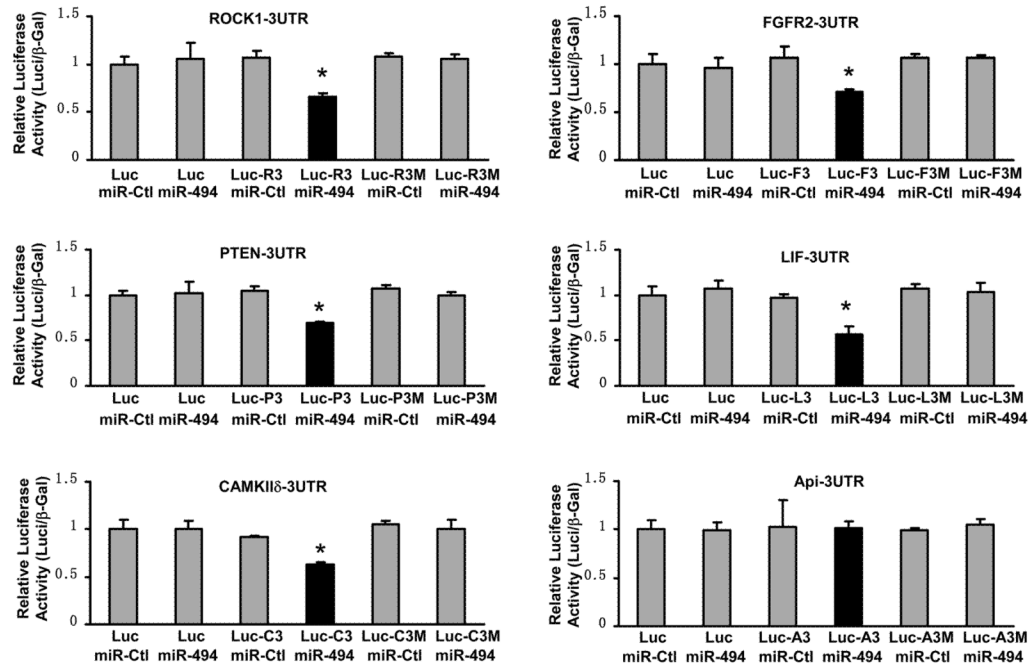 ROCK1-3UTR
Relative Luciferase
Activity (Luci/β-Gal)
1.5
1
0.5
0
*
Luc Luc Luc-R3 Luc-R3 Luc-R3M Luc-R3M
miR-Ctl miR-494 miR-Ctl miR-494 miR-Ctl miR-494
FGFR2-3UTR
Relative Luciferase
Activity (Luci/β-Gal)
1.5
1
0.5
0
*
Luc Luc Luc-F3 Luc-F3 Luc-F3M Luc-F3M
miR-Ctl miR-494 miR-Ctl miR-494 miR-Ctl miR-494
PTEN-3UTR
Relative Luciferase
Activity (Luci/β-Gal)
1.5
1
0.5
0
*
Luc Luc Luc-P3 Luc-P3 Luc-P3M Luc-P3M
miR-Ctl miR-494 miR-Ctl miR-494 miR-Ctl miR-494
LIF-3UTR
Relative Luciferase
Activity (Luci/β-Gal)
1.5
1
0.5
0
*
Luc Luc Luc-L3 Luc-L3 Luc-L3M Luc-L3M
miR-Ctl miR-494 miR-Ctl miR-494 miR-Ctl miR-494
CAMKIIδ-3UTR
Relative Luciferase
Activity (Luci/β-Gal)
1.5
1
0.5
0
*
Luc Luc Luc-C3 Luc-C3 Luc-C3M Luc-C3M
miR-Ctl miR-494 miR-Ctl miR-494 miR-Ctl miR-494
Api-3UTR
Relative Luciferase
Activity (Luci/β-Gal)
1.5
1
0.5
0
Luc Luc Luc-A3 Luc-A3 Luc-A3M Luc-A3M
miR-Ctl miR-494 miR-Ctl miR-494 miR-Ctl miR-494